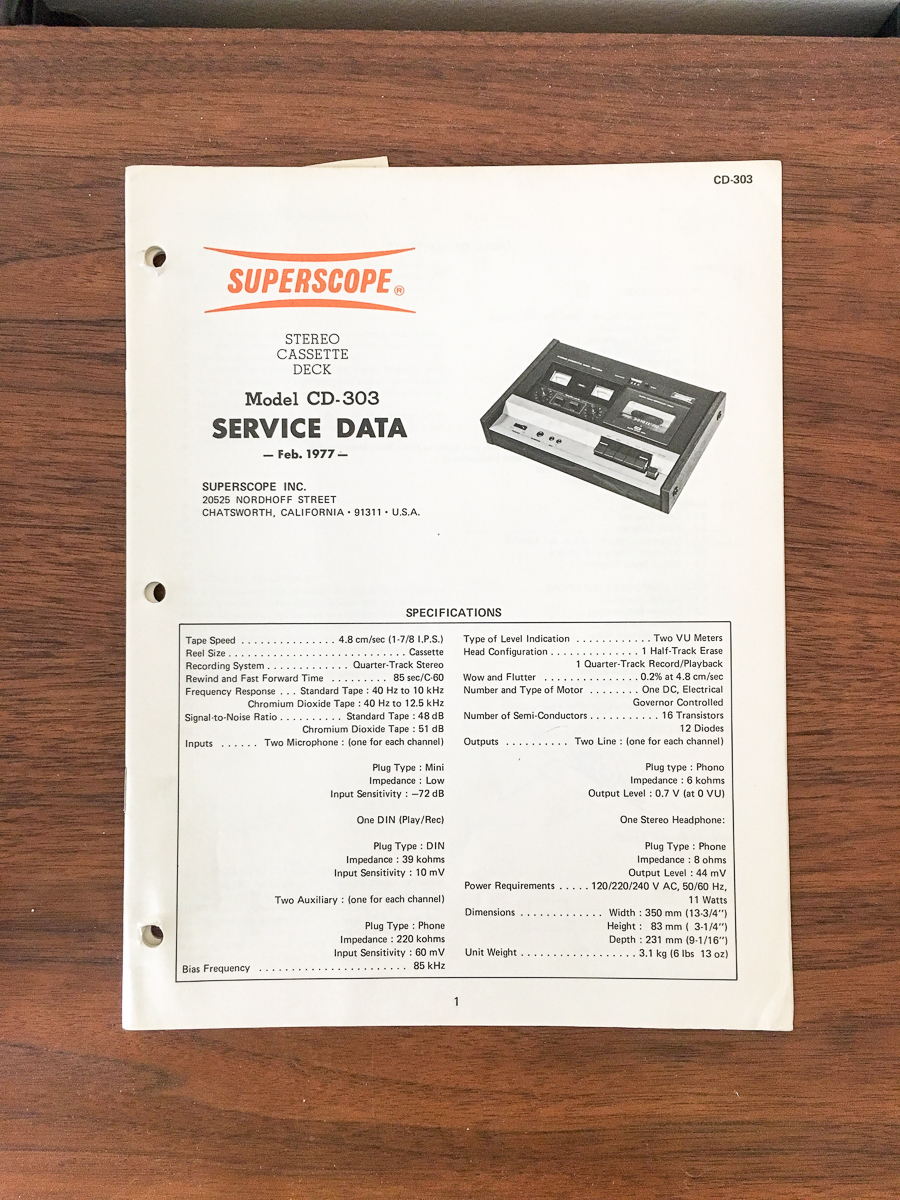 CD-303
SUPERSCOPE®
STEREO
CASSETTE
DECK
Model CD-303
SERVICE DATA
— Feb. 1977 —
SUPERSCOPE INC.
20525 NORDHOFF STREET
CHATSWORTH, CALIFORNIA • 91311 • U.S.A.
SPECIFICATIONS
Tape Speed . . . . . . . . . . . . . . . 4.8 cm/sec (1-7/8 I.P.S.)
Reel Size . . . . . . . . . . . . . . . . . . . . . . . . . . . . Cassette
Recording System . . . . . . . . . . . . . Quarter-Track Stereo
Rewind and Fast Forward Time . . . . . . . . . 85 sec/C-60
Frequency Response . . . Standard Tape : 40 Hz to 10 kHz
Chromium Dioxide Tape : 40 Hz to 12.5 kHz
Signal-to-Noise Ratio . . . . . . . . . . Standard Tape : 48 dB
Chromium Dioxide Tape : 51 dB
Inputs . . . . . . Two Microphone : (one for each channel)
Plug Type : Mini
Impedance : Low
Input Sensitivity : −72 dB
One DIN (Play/Rec)
Plug Type : DIN
Impedance : 39 kohms
Input Sensitivity : 10 mV
Two Auxiliary : (one for each channel)
Plug Type : Phone
Impedance : 220 kohms
Input Sensitivity : 60 mV
Bias Frequency . . . . . . . . . . . . . . . . . . . . . . . 85 kHz
Type of Level Indication . . . . . . . . . . . . Two VU Meters
Head Configuration . . . . . . . . . . . . . . 1 Half-Track Erase
1 Quarter-Track Record/Playback
Wow and Flutter . . . . . . . . . . . . . . . 0.2% at 4.8 cm/sec
Number and Type of Motor . . . . . . . . One DC, Electrical
Governor Controlled
Number of Semi-Conductors . . . . . . . . . . . 16 Transistors
12 Diodes
Outputs . . . . . . . . . . Two Line : (one for each channel)
Plug type : Phono
Impedance : 6 kohms
Output Level : 0.7 V (at 0 VU)
One Stereo Headphone:
Plug Type : Phone
Impedance : 8 ohms
Output Level : 44 mV
Power Requirements . . . . . 120/220/240 V AC, 50/60 Hz,
11 Watts
Dimensions . . . . . . . . . . . . . Width : 350 mm (13-3/4")
Height : 83 mm ( 3-1/4")
Depth : 231 mm (9-1/16")
Unit Weight . . . . . . . . . . . . . . . . . . 3.1 kg (6 lbs 13 oz)
1